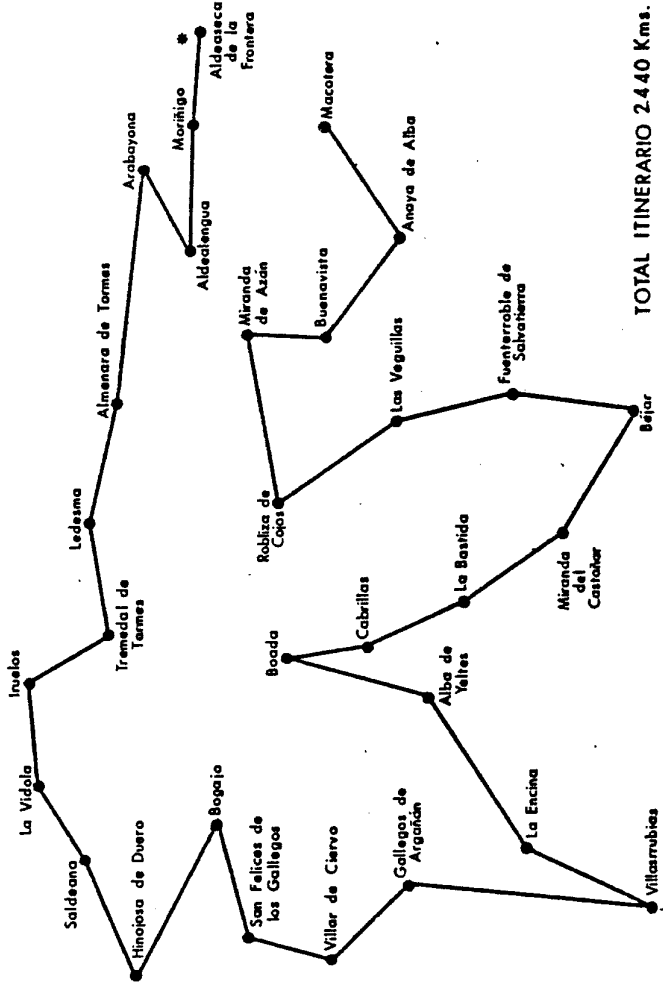 *
Aldeaseca
de la
Frontera
Moriñigo
Aldealengua
Arabayona
Almenara de Tormes
Ledesma
Tremedal de
Tormes
Iruelos
La Vidola
Saldeana
Hinojosa de Duero
Bogajo
San Felices de
los Gallegos
Villar de Ciervo
Gallegos de
Argañán
Villasrrubias
La Encina
Alba de
Yeltes
Boada
Cabrillas
La Bastida
Miranda
del
Castañar
Béjar
Fuenterroble de
Salvatierra
Las Veguillas
Robliza de
Cojos
Miranda
de Azán
Buenavista
Anaya de Alba
Macotera
TOTAL ITINERARIO 2.440 Kms.